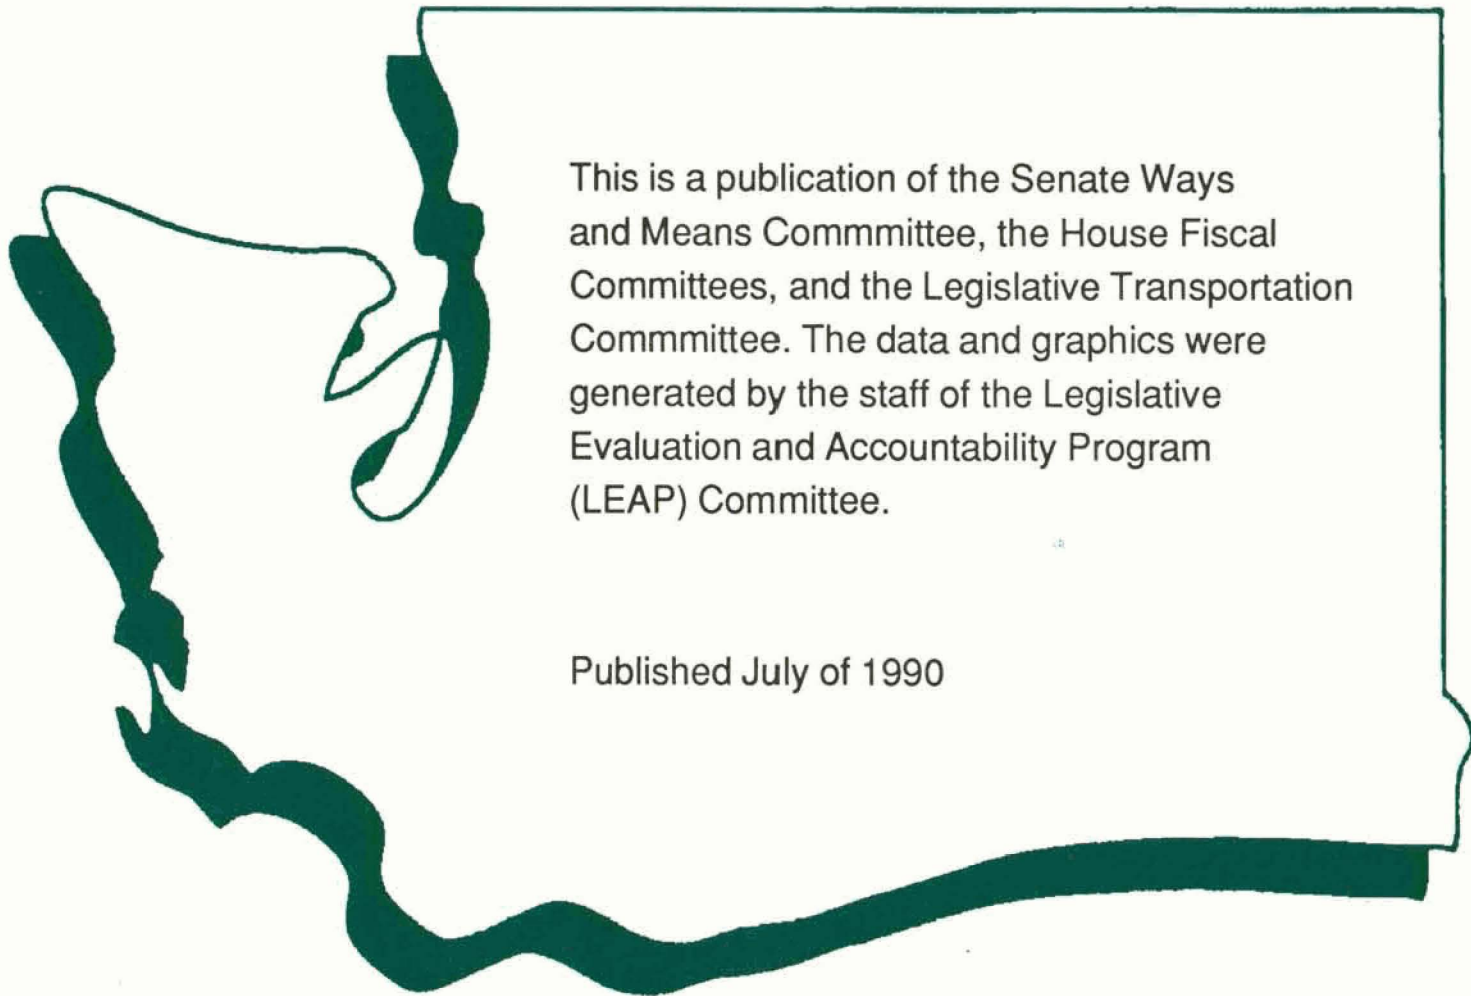 This is a publication of the Senate Ways
and Means Commmittee, the House Fiscal
Committees, and the Legislative Transportation
Commmittee. The data and graphics were
generated by the staff of the Legislative
Evaluation and Accountability Program
(LEAP) Committee.
Published July of 1990